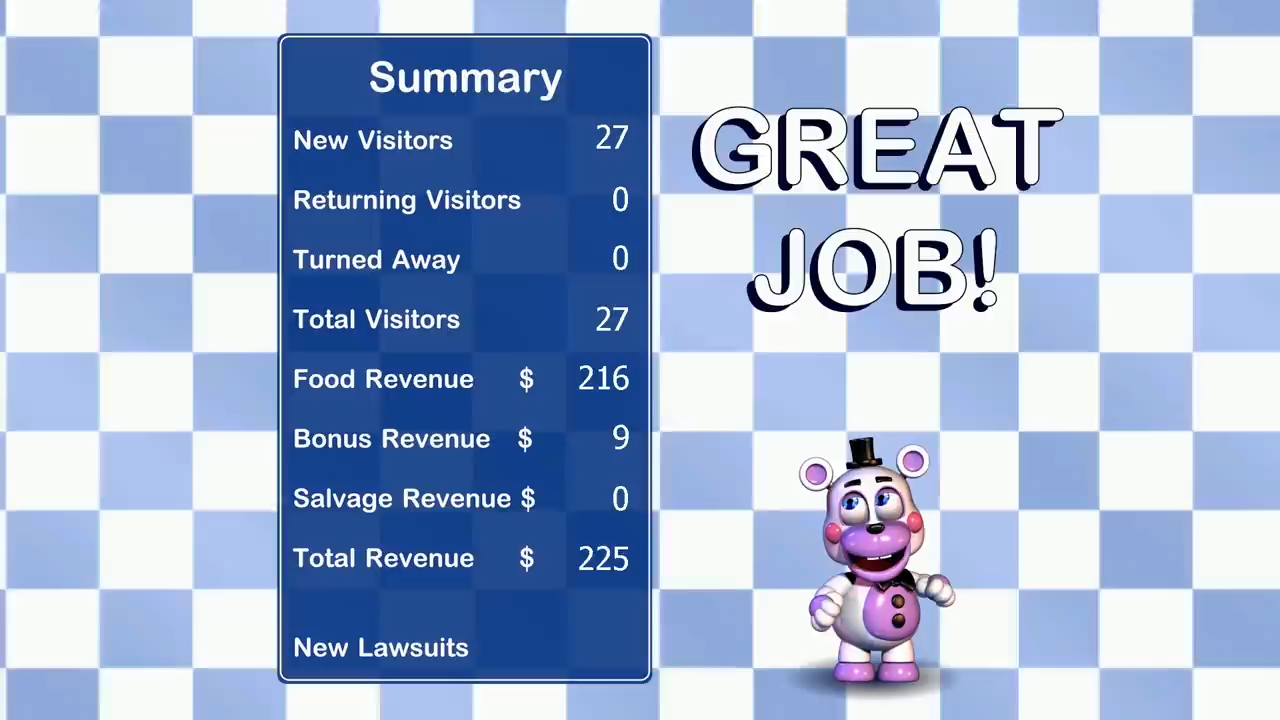 Summary
New Visitors 27
Returning Visitors 0
Turned Away 0
Total Visitors 27
Food Revenue $ 216
Bonus Revenue $ 9
Salvage Revenue $ 0
Total Revenue $ 225
New Lawsuits
GREAT
JOB!